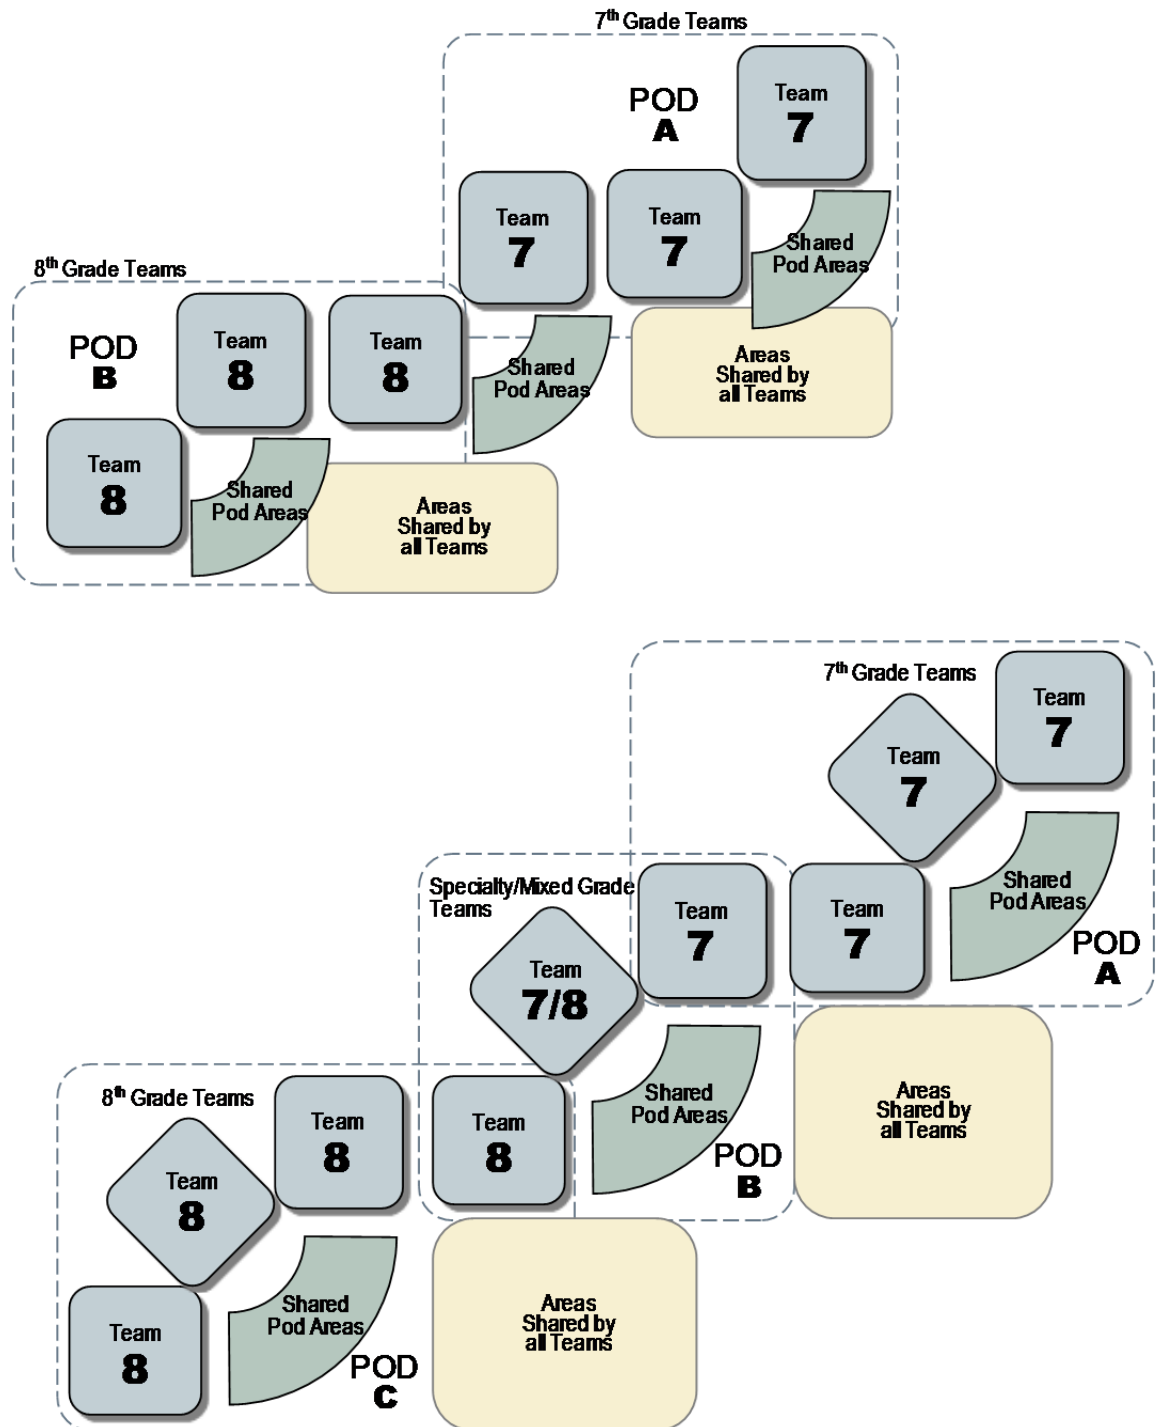 7th Grade Teams
POD
A
Team
7
Team
7
Team
7
Shared
Pod Areas
8th Grade Teams
POD
B
Team
8
Team
8
Team
8
Shared
Pod Areas
Areas
Shared by
all Teams
Shared
Pod Areas
Areas
Shared by
all Teams
7th Grade Teams
Team
7
Team
7
Specialty/Mixed Grade
Teams
Team
7
Team
7
Shared
Pod Areas
POD
A
Team
7/8
8th Grade Teams
Team
8
Team
8
Shared
Pod Areas
POD
B
Areas
Shared by
all Teams
Team
8
Team
8
Shared
Pod Areas
POD
C
Areas
Shared by
all Teams